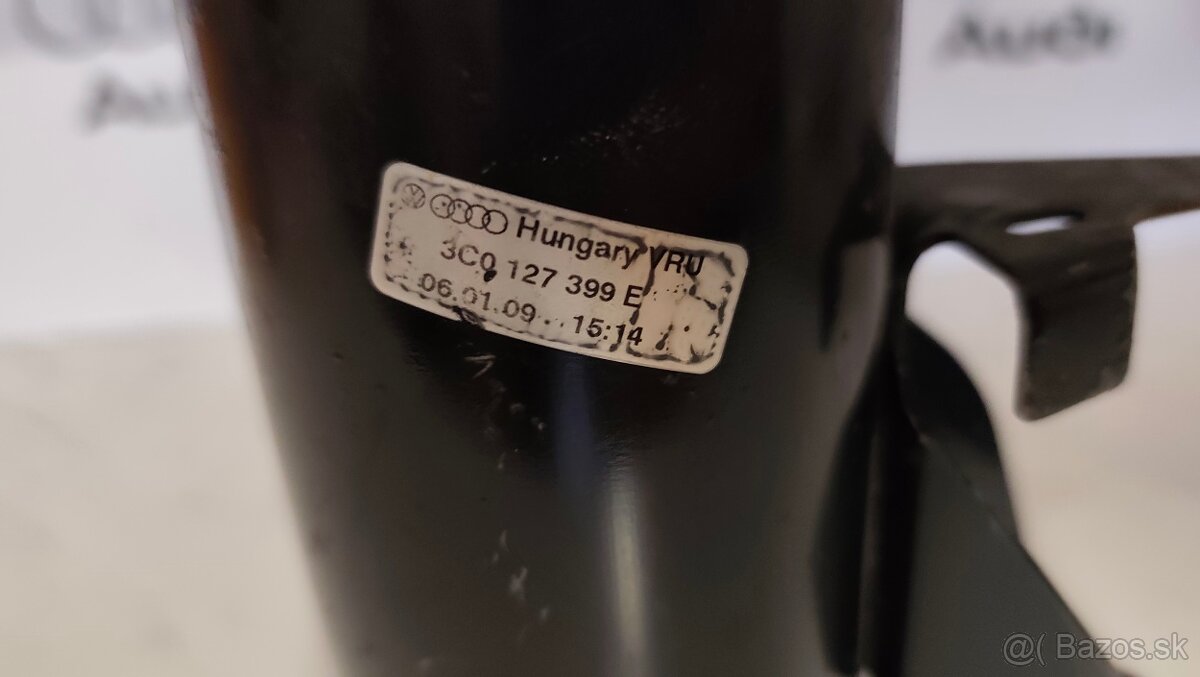 Audi
Hungary VRU
3C0 127 399 E
06.01.09 15:14
@( Bazos.sk